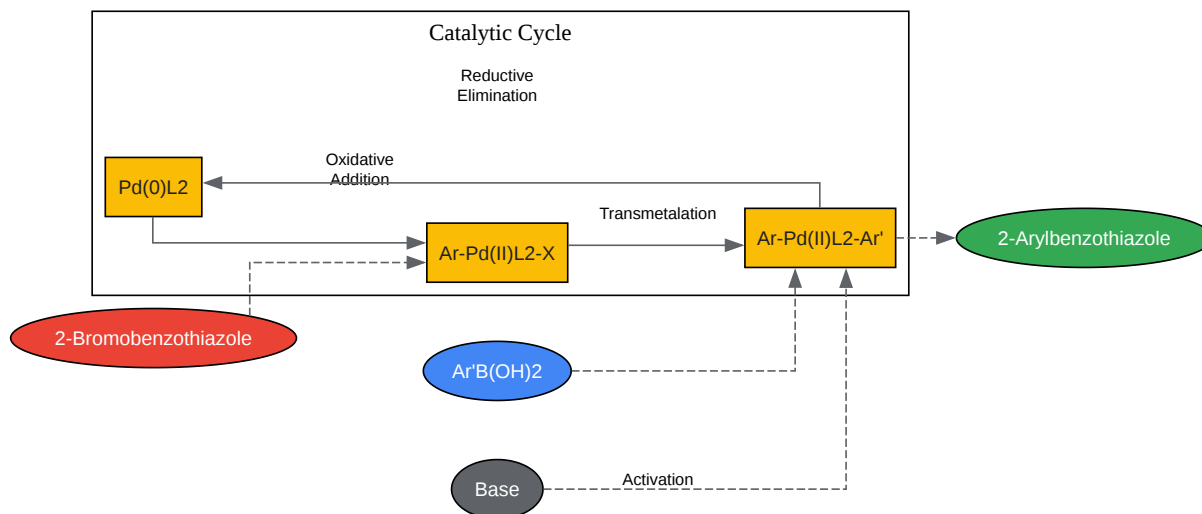 Catalytic Cycle
Reductive
Elimination
Oxidative
Addition
Pd(0)L2
Transmetalation
Ar-Pd(II)L2-X
Ar-Pd(II)L2-Ar'
2-Arylbenzothiazole
2-Bromobenzothiazole
Ar'B(OH)2
Base
Activation